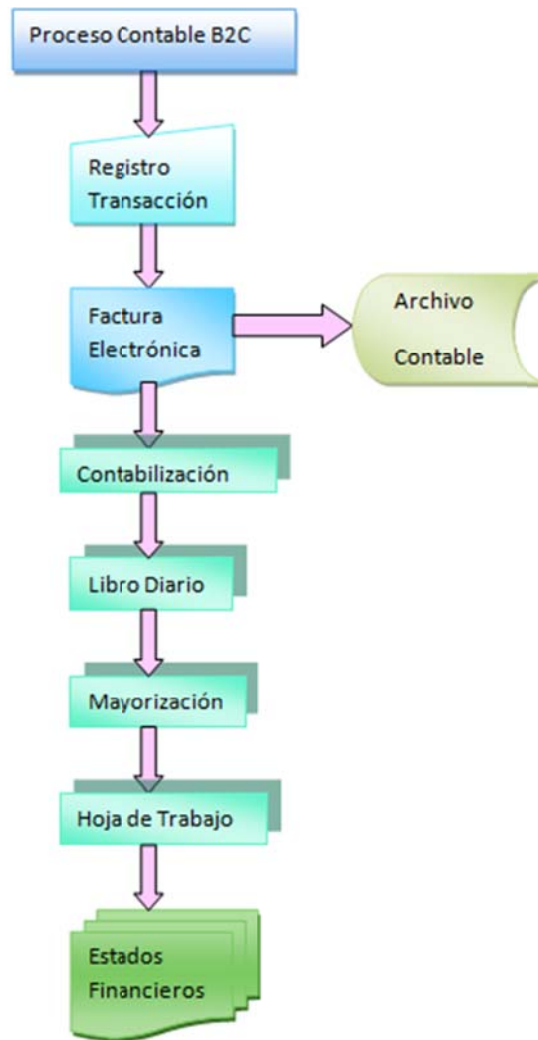 Proceso Contable B2C
Registro
Transacción
Factura
Electrónica
Archivo
Contable
Contabilización
Libro Diario
Mayorización
Hoja de Trabajo
Estados
Financieros